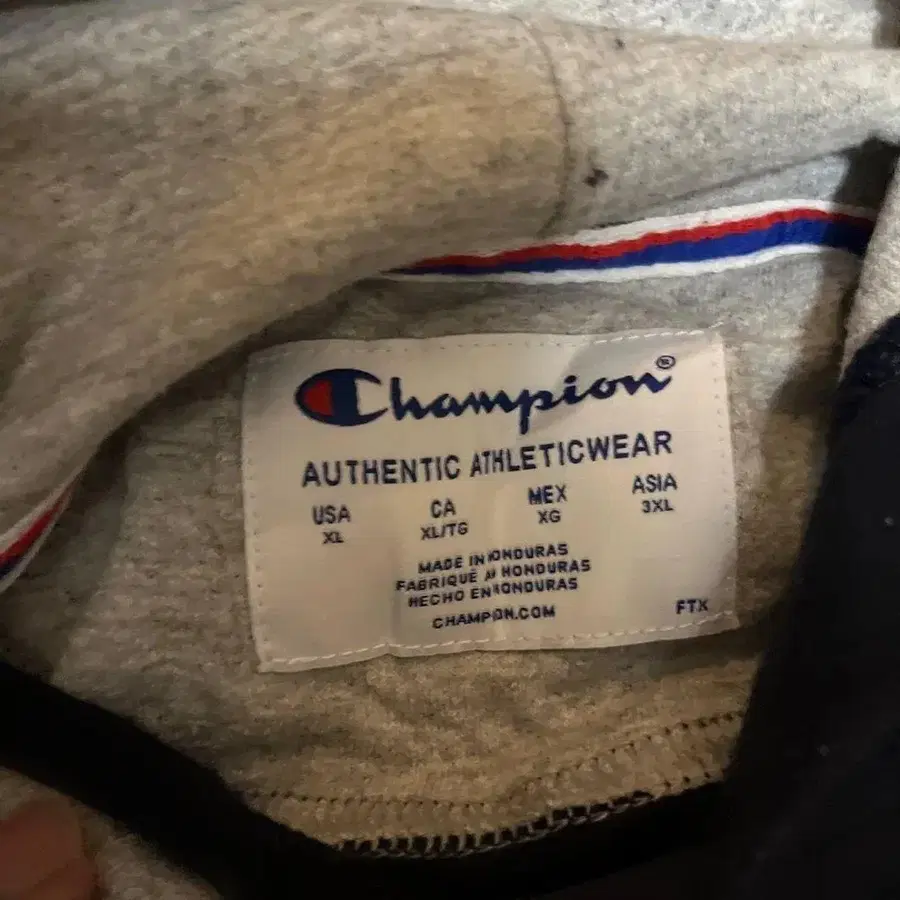 Champion®
AUTHENTIC ATHLETICWEAR
USA CA MEX ASIA
XL XL/TG XG 3XL
MADE IN HONDURAS
FABRIQUÉ AU HONDURAS
HECHO EN HONDURAS
CHAMPION.COM
FTX